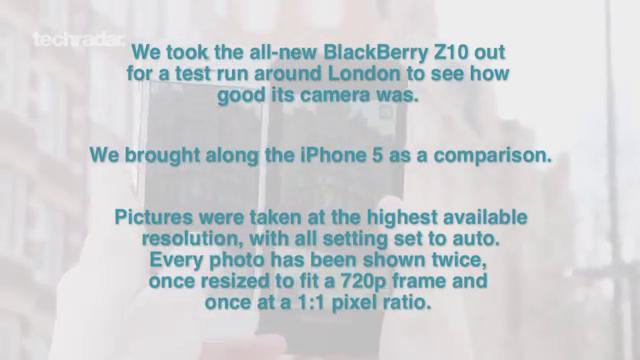 techradar.
We took the all-new BlackBerry Z10 out
for a test run around London to see how
good its camera was.
We brought along the iPhone 5 as a comparison.
Pictures were taken at the highest available
resolution, with all setting set to auto.
Every photo has been shown twice,
once resized to fit a 720p frame and
once at a 1:1 pixel ratio.